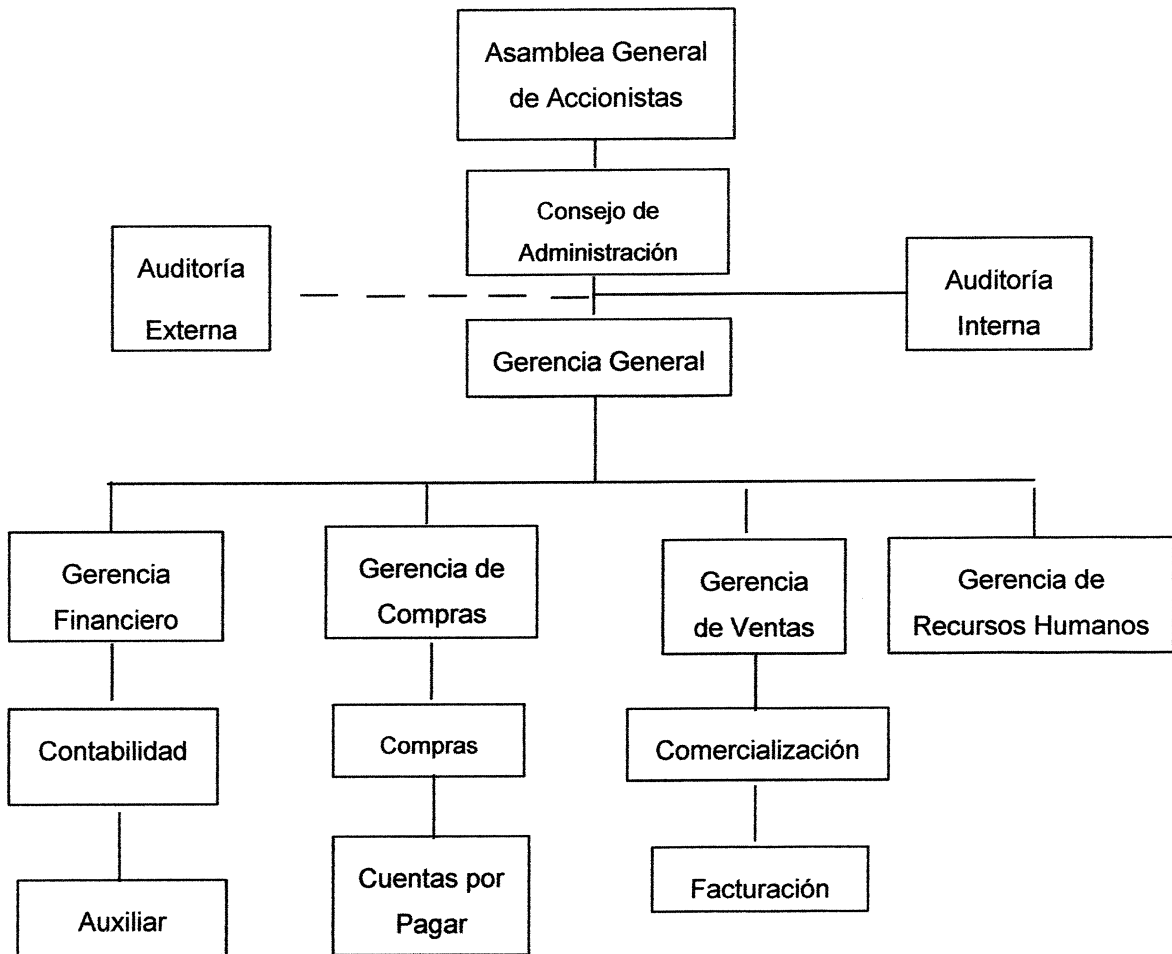 Asamblea General
de Accionistas
Consejo de
Administración
Auditoría
Externa
Auditoría
Interna
Gerencia General
Gerencia
Financiero
Gerencia de
Compras
Gerencia
de Ventas
Gerencia de
Recursos Humanos
Contabilidad
Compras
Comercialización
Auxiliar
Cuentas por
Pagar
Facturación